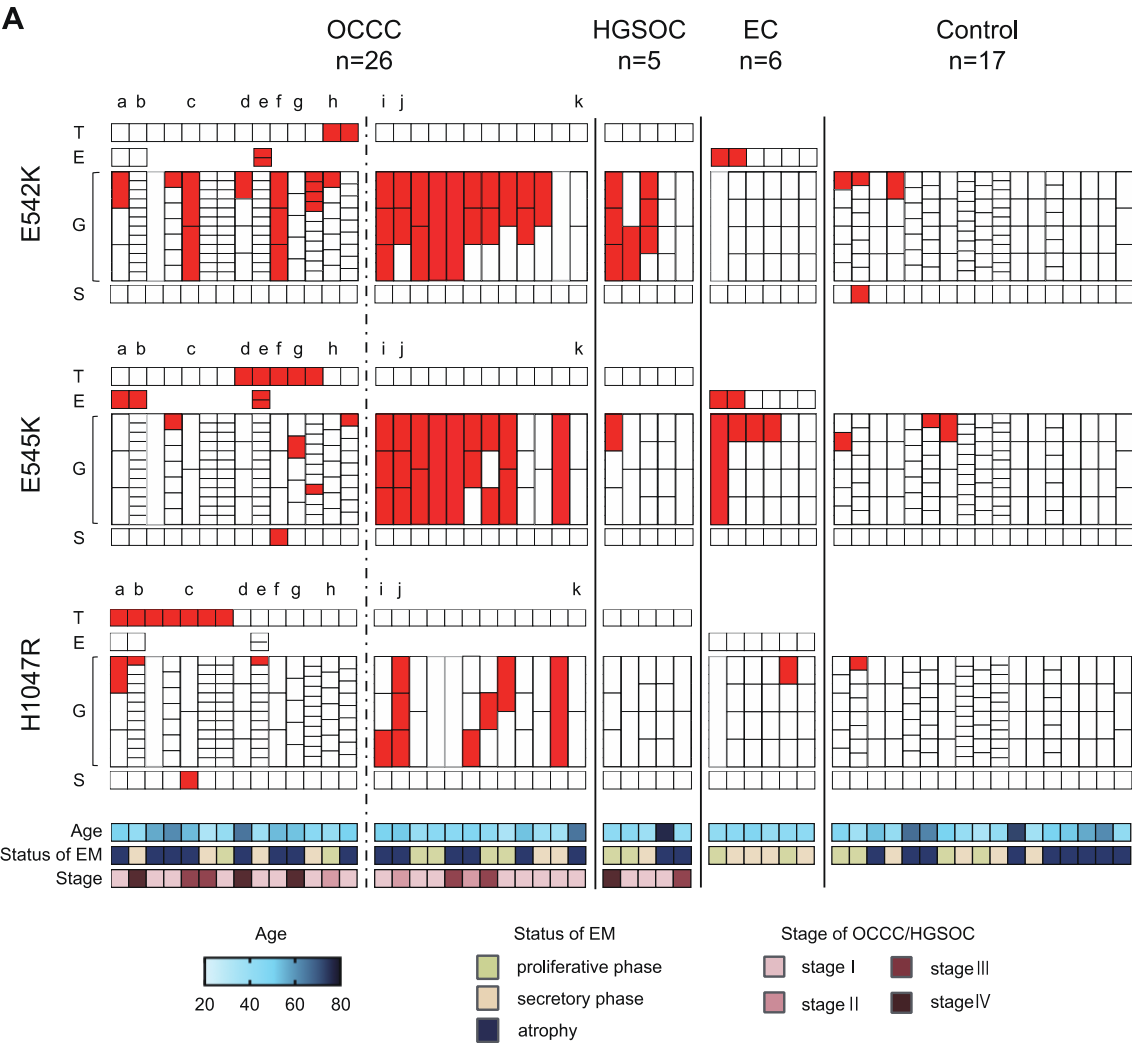 A
OCCC HGSOC EC Control
n=26 n=5 n=6 n=17
a b c d e f g h i j k
E542K
T
E
G
S
a b c d e f g h i j k
E545K
T
E
G
S
a b c d e f g h i j k
H1047R
T
E
G
S
Age
Status of EM
Stage
Age Status of EM Stage of OCCC/HGSOC
proliferative phase stage I stage III
secretory phase stage II stage IV
atrophy
20 40 60 80